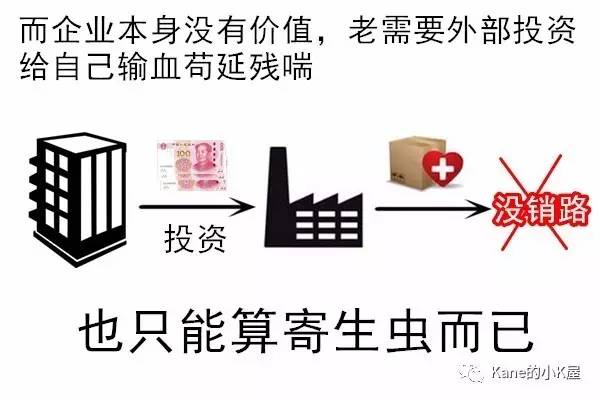 而企业本身没有价值，老需要外部投资
给自己输血苟延残喘
100
投资
没销路
也只能算寄生虫而已
Kane的小K屋